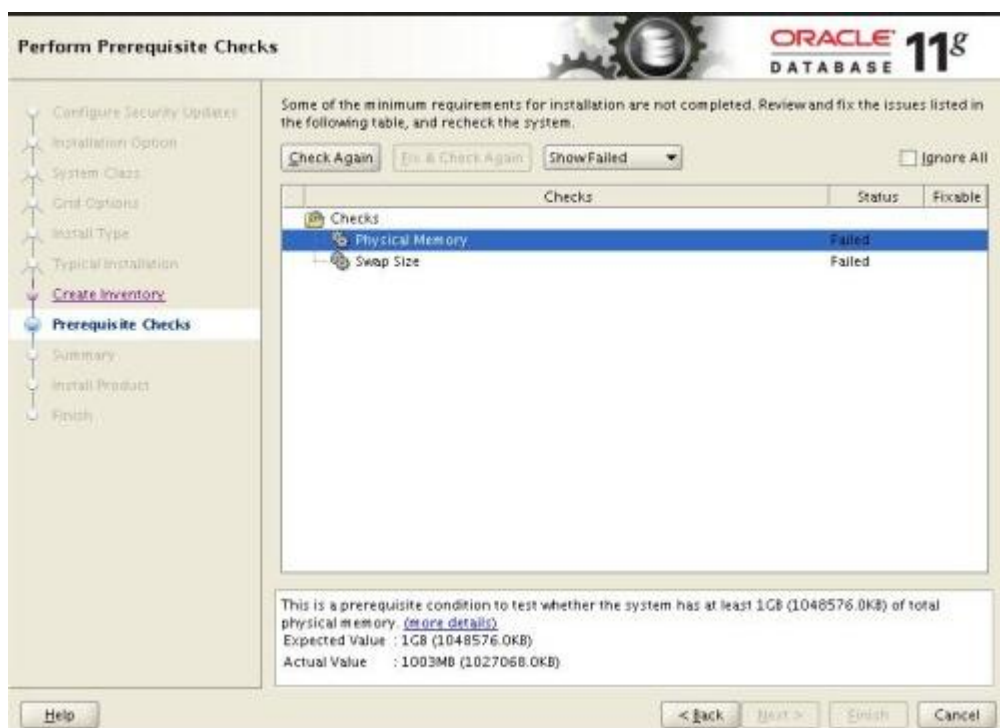 Perform Prerequisite Checks
ORACLE
DATABASE
11g
Configure Security Updates
Installation Option
System Class
Grid Options
Install Type
Typical Installation
Create Inventory
Prerequisite Checks
Summary
Install Product
Finish
Some of the minimum requirements for installation are not completed. Review and fix the issues listed in
the following table, and recheck the system.
Check Again
Fix & Check Again
Show Failed
Ignore All
Checks Status Fixable
Checks
Physical Memory Failed
Swap Size Failed
This is a prerequisite condition to test whether the system has at least 1GB (1048576.0KB) of total
physical memory. (more details)
Expected Value : 1GB (1048576.0KB)
Actual Value : 1003MB (1027068.0KB)
Help
< Back
Next >
Finish
Cancel